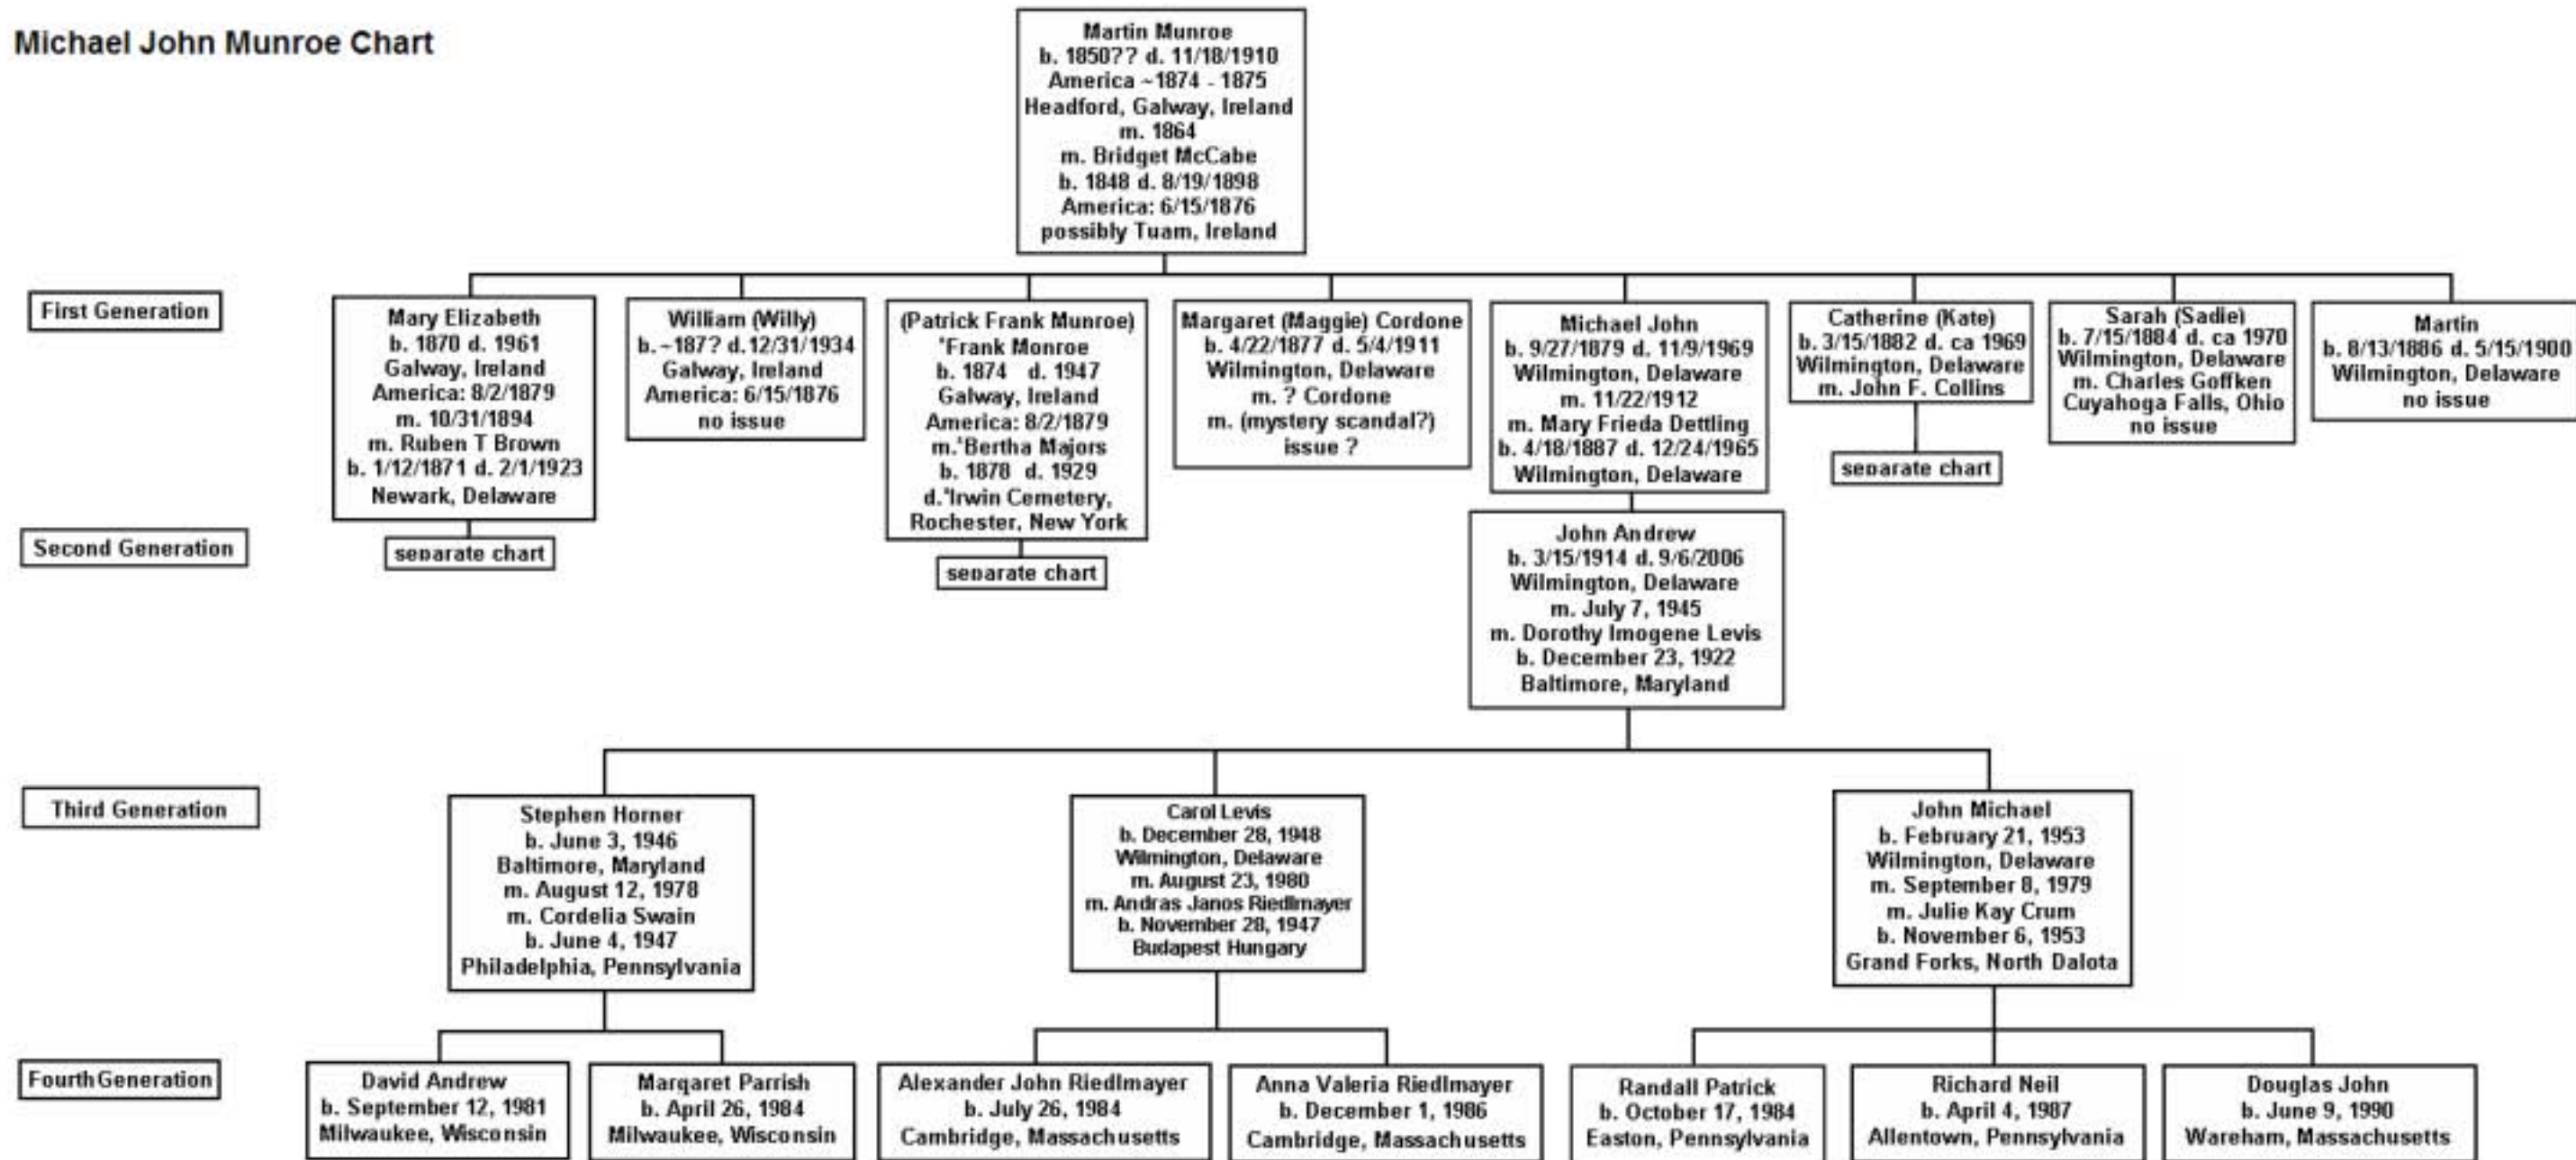 Michael John Munroe Chart
Martin Munroe
b. 1850?? d. 11/18/1910
America ~1874 - 1875
Headford, Galway, Ireland
m. 1864
m. Bridget McCabe
b. 1848 d. 8/19/1898
America: 6/15/1876
possibly Tuam, Ireland
First Generation
Mary Elizabeth
b. 1870 d. 1961
Galway, Ireland
America: 8/2/1879
m. 10/31/1894
m. Ruben T Brown
b. 1/12/1871 d. 2/1/1923
Newark, Delaware
William (Willy)
b. ~187? d. 12/31/1934
Galway, Ireland
America: 6/15/1876
no issue
(Patrick Frank Munroe)
*Frank Monroe
b. 1874 d. 1947
Galway, Ireland
America: 8/2/1879
m.*Bertha Majors
b. 1878 d. 1929
d.*Irwin Cemetery,
Rochester, New York
Margaret (Maggie) Cordone
b. 4/22/1877 d. 5/4/1911
Wilmington, Delaware
m. ? Cordone
m. (mystery scandal?)
issue ?
Michael John
b. 9/27/1879 d. 11/9/1969
Wilmington, Delaware
m. 11/22/1912
m. Mary Frieda Dettling
b. 4/18/1887 d. 12/24/1965
Wilmington, Delaware
Catherine (Kate)
b. 3/15/1882 d. ca 1969
Wilmington, Delaware
m. John F. Collins
separate chart
Sarah (Sadie)
b. 7/15/1884 d. ca 1970
Wilmington, Delaware
m. Charles Goffken
Cuyahoga Falls, Ohio
no issue
Martin
b. 8/13/1886 d. 5/15/1900
Wilmington, Delaware
no issue
Second Generation
separate chart
separate chart
John Andrew
b. 3/15/1914 d. 9/6/2006
Wilmington, Delaware
m. July 7, 1945
m. Dorothy Imogene Levis
b. December 23, 1922
Baltimore, Maryland
Third Generation
Stephen Horner
b. June 3, 1946
Baltimore, Maryland
m. August 12, 1978
m. Cordelia Swain
b. June 4, 1947
Philadelphia, Pennsylvania
Carol Levis
b. December 28, 1948
Wilmington, Delaware
m. August 23, 1980
m. Andras Janos Riedlmayer
b. November 28, 1947
Budapest Hungary
John Michael
b. February 21, 1953
Wilmington, Delaware
m. September 8, 1979
m. Julie Kay Crum
b. November 6, 1953
Grand Forks, North Dalota
Fourth Generation
David Andrew
b. September 12, 1981
Milwaukee, Wisconsin
Margaret Parrish
b. April 26, 1984
Milwaukee, Wisconsin
Alexander John Riedlmayer
b. July 26, 1984
Cambridge, Massachusetts
Anna Valeria Riedlmayer
b. December 1, 1986
Cambridge, Massachusetts
Randall Patrick
b. October 17, 1984
Easton, Pennsylvania
Richard Neil
b. April 4, 1987
Allentown, Pennsylvania
Douglas John
b. June 9, 1990
Wareham, Massachusetts